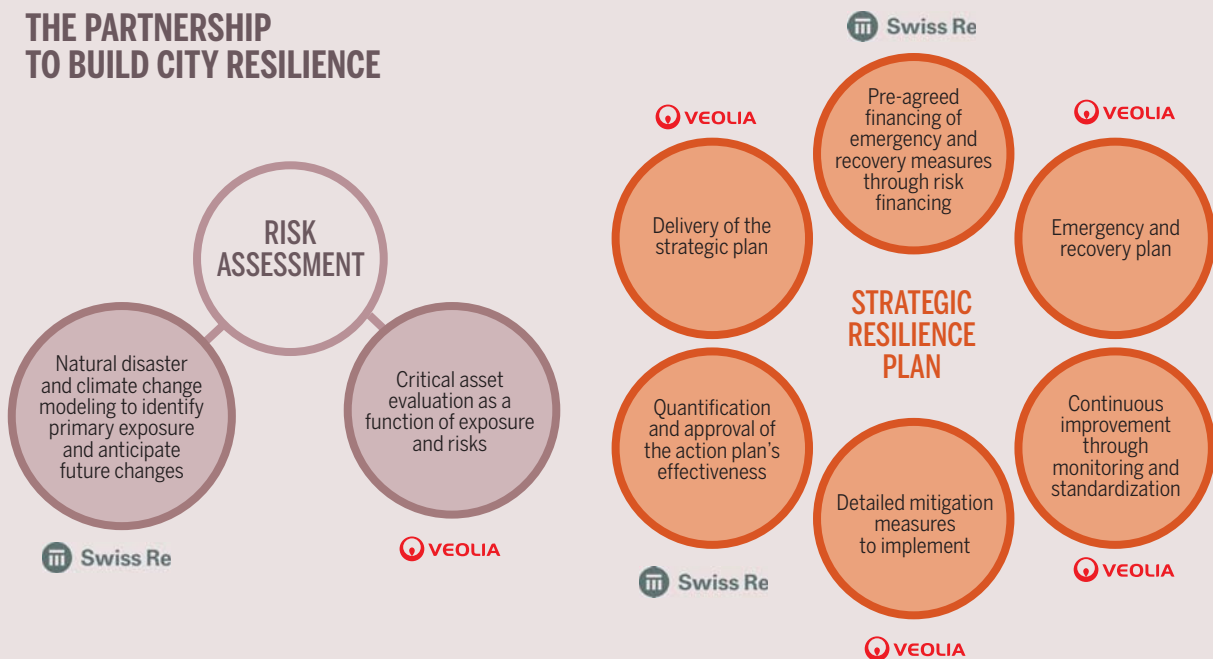 THE PARTNERSHIP
TO BUILD CITY RESILIENCE
RISK
ASSESSMENT
Natural disaster
and climate change
modeling to identify
primary exposure
and anticipate
future changes
Swiss Re
Critical asset
evaluation as a
function of exposure
and risks
VEOLIA
Swiss Re
Pre-agreed
financing of
emergency and
recovery measures
through risk
financing
VEOLIA
Delivery of the
strategic plan
VEOLIA
Emergency and
recovery plan
STRATEGIC
RESILIENCE
PLAN
Quantification
and approval of
the action plan’s
effectiveness
Swiss Re
Detailed mitigation
measures
to implement
VEOLIA
Continuous
improvement
through
monitoring and
standardization
VEOLIA